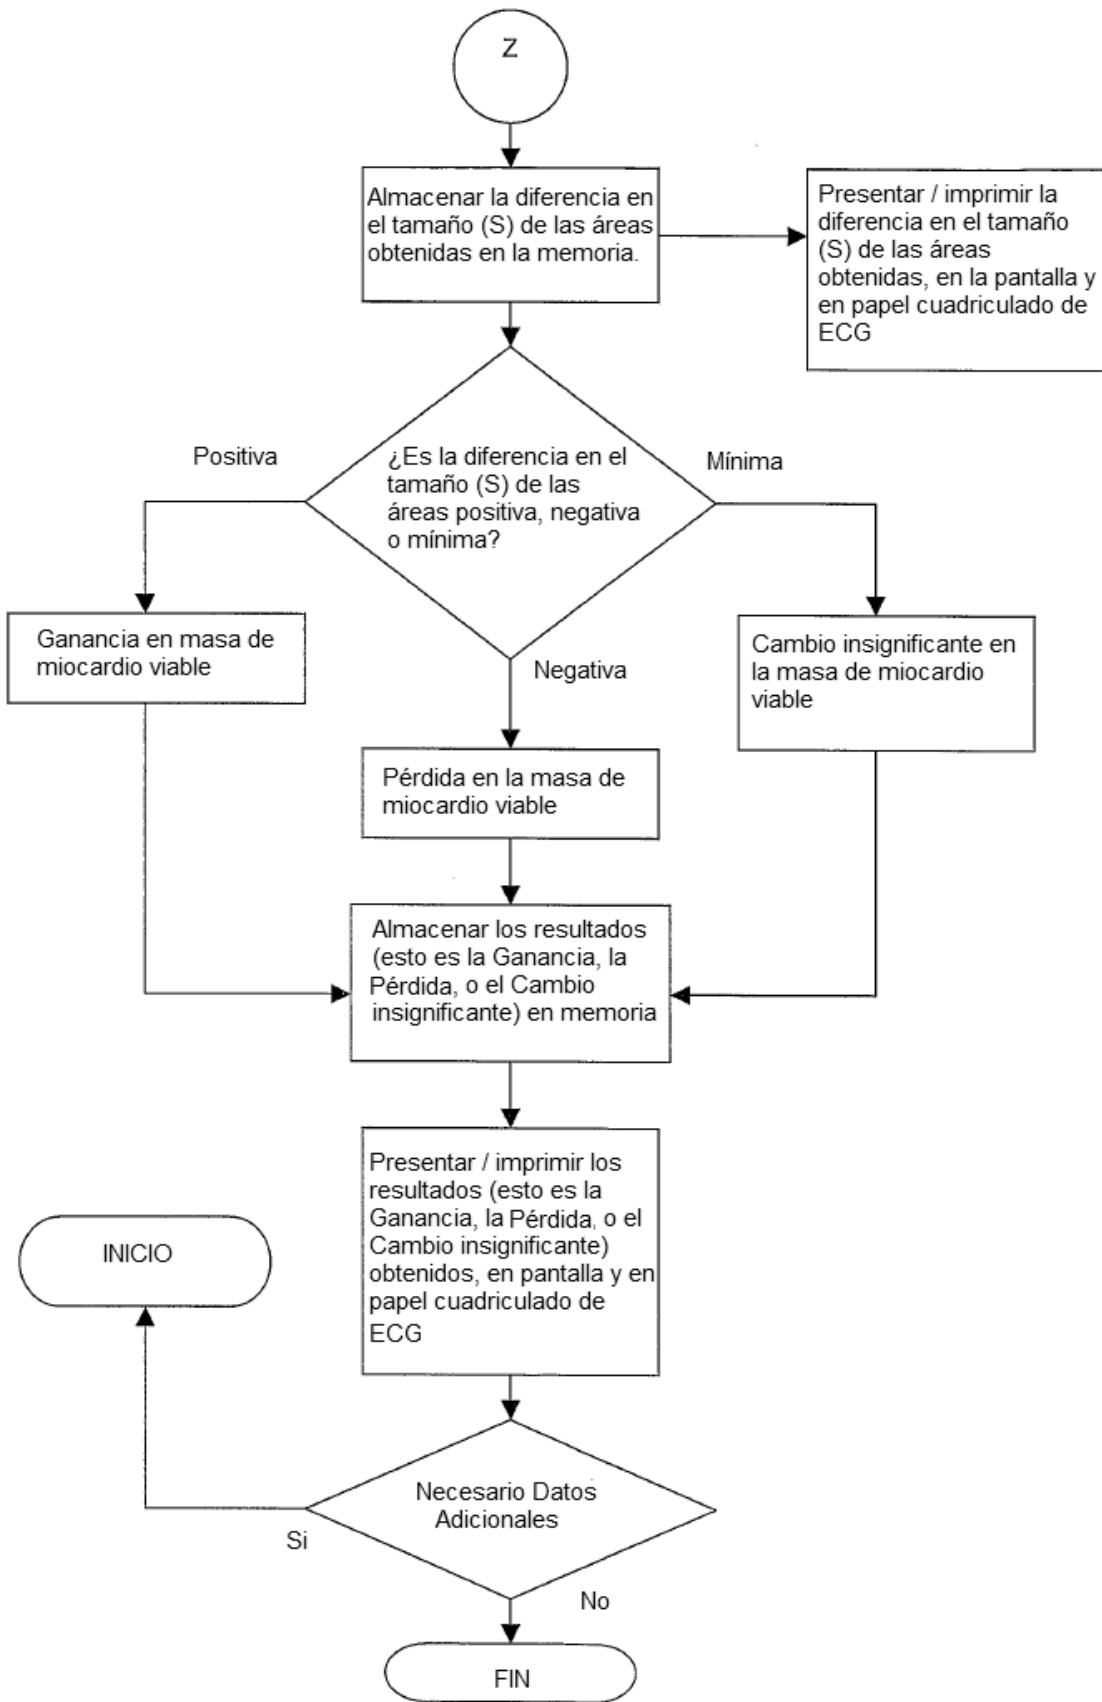 Z
Almacenar la diferencia en
el tamaño (S) de las áreas
obtenidas en la memoria.
Presentar / imprimir la
diferencia en el tamaño
(S) de las áreas
obtenidas, en la pantalla y
en papel cuadriculado de
ECG
Positiva
¿Es la diferencia en el
tamaño (S) de las
áreas positiva, negativa
o mínima?
Mínima
Ganancia en masa de
miocardio viable
Negativa
Cambio insignificante en
la masa de miocardio
viable
Pérdida en la masa de
miocardio viable
Almacenar los resultados
(esto es la Ganancia, la
Pérdida, o el Cambio
insignificante) en memoria
Presentar / imprimir los
resultados (esto es la
Ganancia, la Pérdida, o el
Cambio insignificante)
obtenidos, en pantalla y en
papel cuadriculado de
ECG
INICIO
Necesario Datos
Adicionales
Si
No
FIN